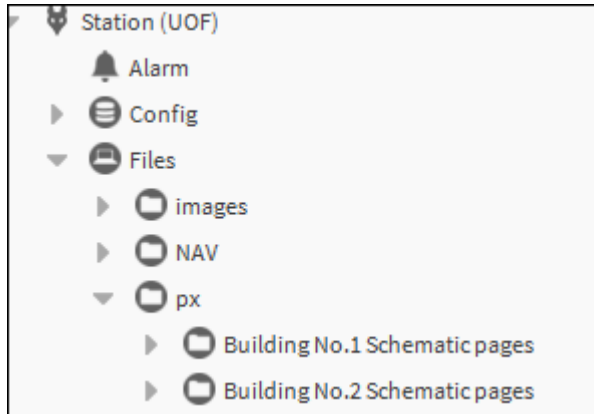 Station (UOF)
Alarm
Config
Files
images
NAV
px
Building No.1 Schematic pages
Building No.2 Schematic pages